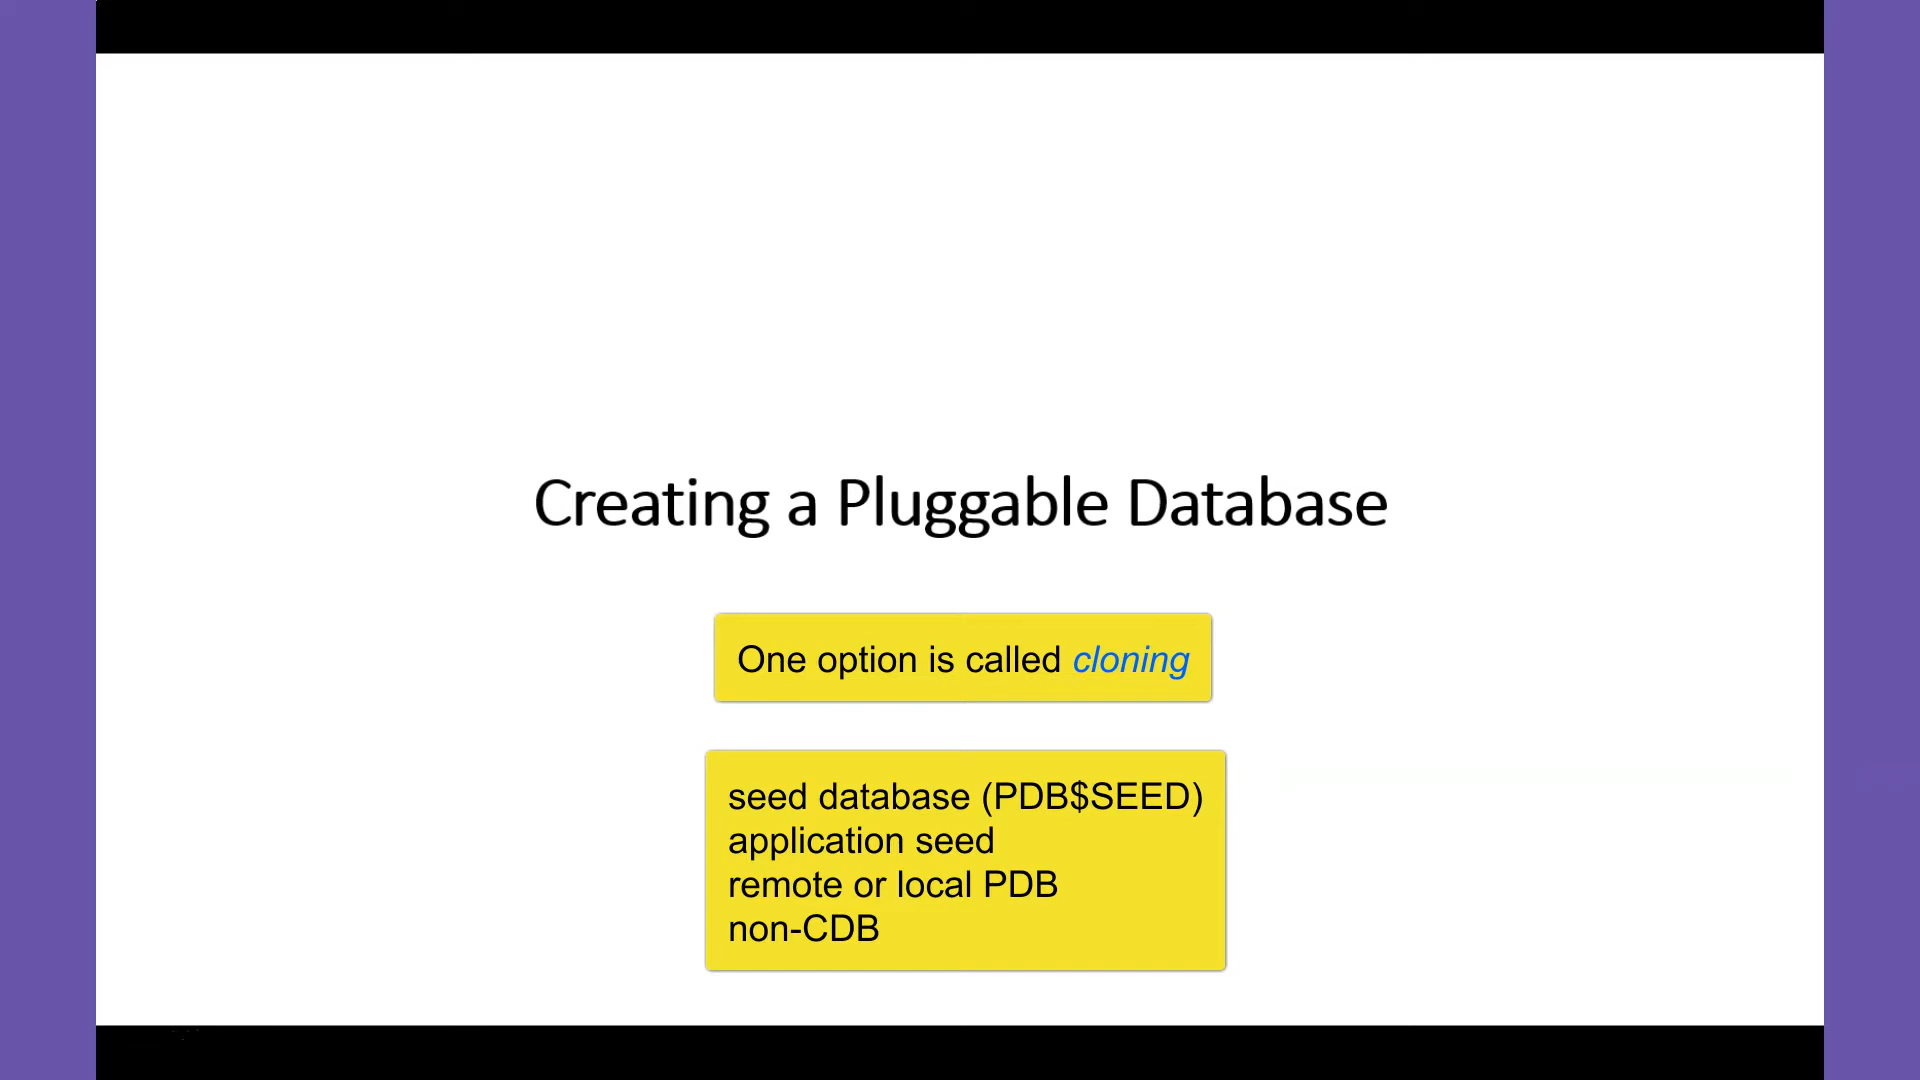 Creating a Pluggable Database
One option is called cloning
seed database (PDB$SEED)
application seed
remote or local PDB
non-CDB